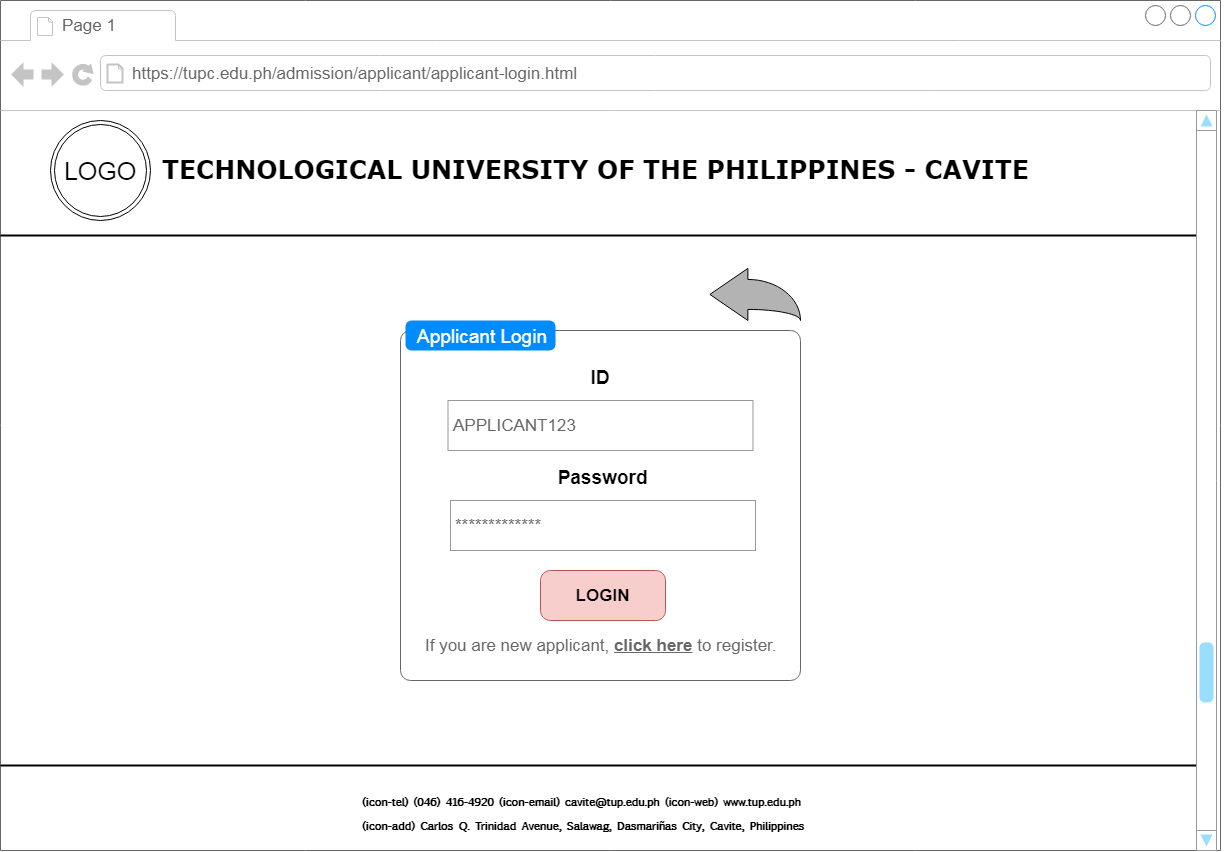 Page 1
https://tupc.edu.ph/admission/applicant/applicant-login.html
LOGO
TECHNOLOGICAL UNIVERSITY OF THE PHILIPPINES - CAVITE
Applicant Login
ID
APPLICANT123
Password
*************
LOGIN
If you are new applicant, click here to register.
(icon-tel) (046) 416-4920 (icon-email) cavite@tup.edu.ph (icon-web) www.tup.edu.ph
(icon-add) Carlos Q. Trinidad Avenue, Salawag, Dasmariñas City, Cavite, Philippines